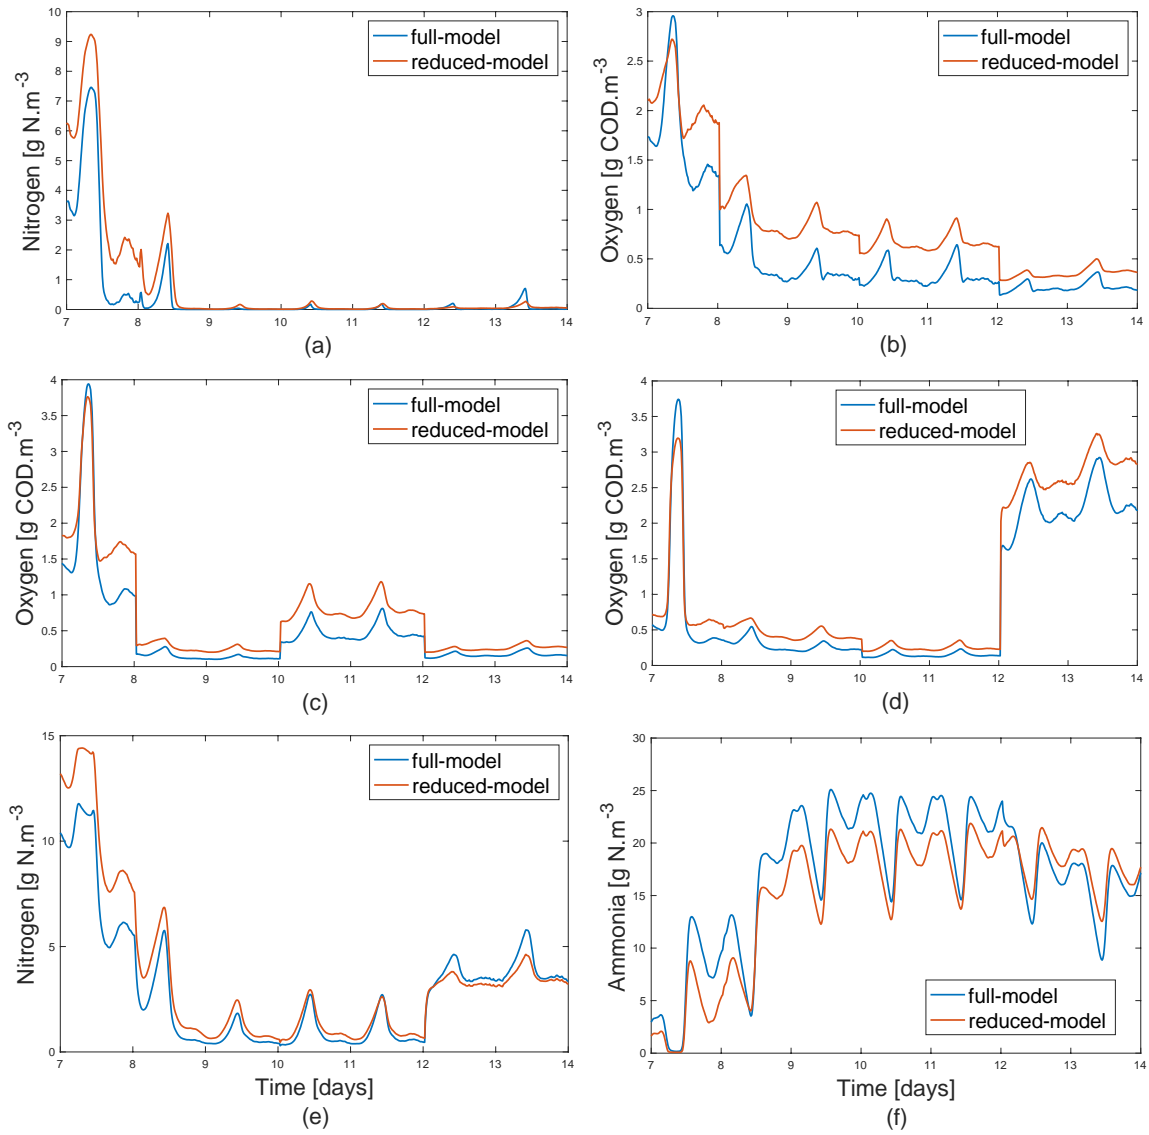 Nitrogen [g N.m-3
10
9
8
7
6
5
4
3
2
1
0
7 8 9 10 11 12 13 14
full-model
reduced-model
(a)
Oxygen [g COD.m-3
3
2.5
2
1.5
1
0.5
0
7 8 9 10 11 12 13 14
full-model
reduced-model
(b)
Oxygen [g COD.m-3
4
3.5
3
2.5
2
1.5
1
0.5
0
7 8 9 10 11 12 13 14
full-model
reduced-model
(c)
Oxygen [g COD.m-3
4
3.5
3
2.5
2
1.5
1
0.5
0
7 8 9 10 11 12 13 14
full-model
reduced-model
(d)
Nitrogen [g N.m-3
15
10
5
0
7 8 9 10 11 12 13 14
full-model
reduced-model
Time [days]
(e)
Ammonia [g N.m-3
30
25
20
15
10
5
0
7 8 9 10 11 12 13 14
full-model
reduced-model
Time [days]
(f)